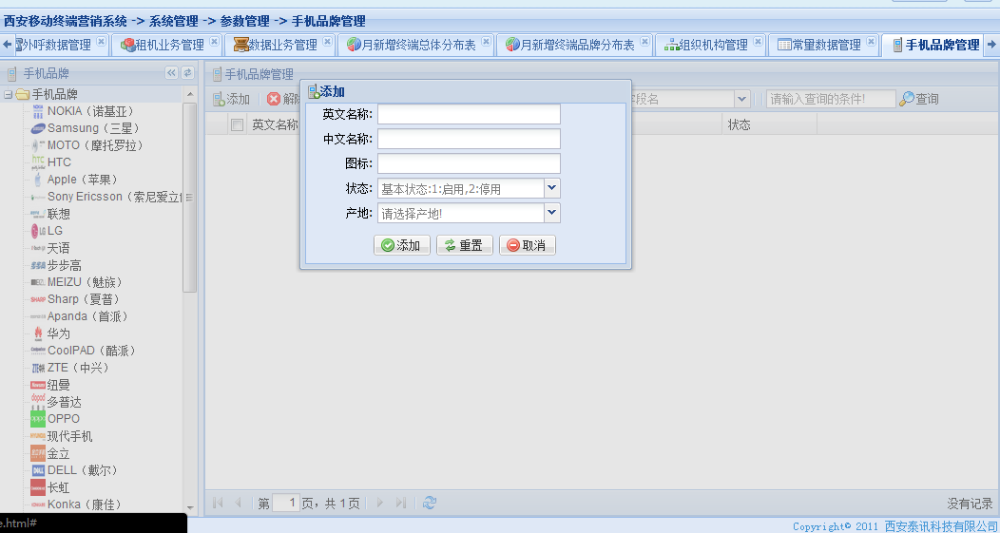 西安移动终端营销系统 -> 系统管理 -> 参数管理 -> 手机品牌管理
外呼数据管理 租机业务管理 数据业务管理 月新增终端总体分布表 月新增终端品牌分布表 组织机构管理 常量数据管理 手机品牌管理
手机品牌
手机品牌
NOKIA（诺基亚）
Samsung（三星）
MOTO（摩托罗拉）
HTC
Apple（苹果）
Sony Ericsson（索尼爱立信
联想
LG
天语
步步高
MEIZU（魅族）
Sharp（夏普）
Apanda（首派）
华为
CoolPAD（酷派）
ZTE（中兴）
纽曼
多普达
OPPO
现代手机
金立
DELL（戴尔）
长虹
Konka（康佳）
e.html#
手机品牌管理
添加 解除 字段名 请输入查询的条件! 查询
英文名称 状态
添加
英文名称:
中文名称:
图标:
状态: 基本状态:1:启用,2:停用
产地: 请选择产地!
添加 重置 取消
第 1 页，共 1 页 没有记录
Copyright© 2011 西安泰讯科技有限公司